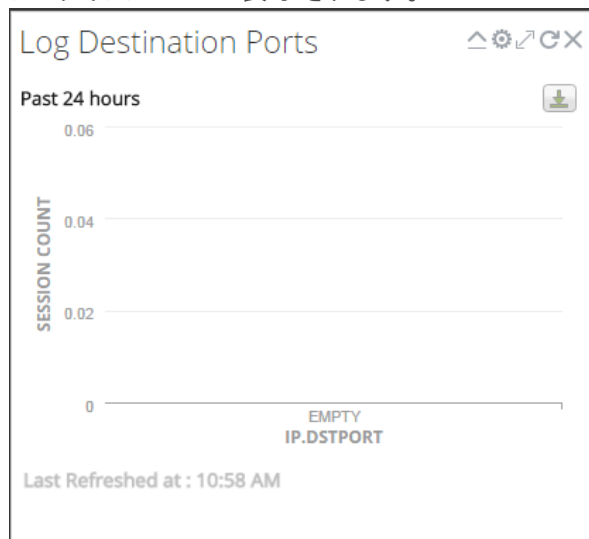 Log Destination Ports
Past 24 hours
0.06
0.04
0.02
0
SESSION COUNT
EMPTY
IP.DSTPORT
Last Refreshed at : 10:58 AM